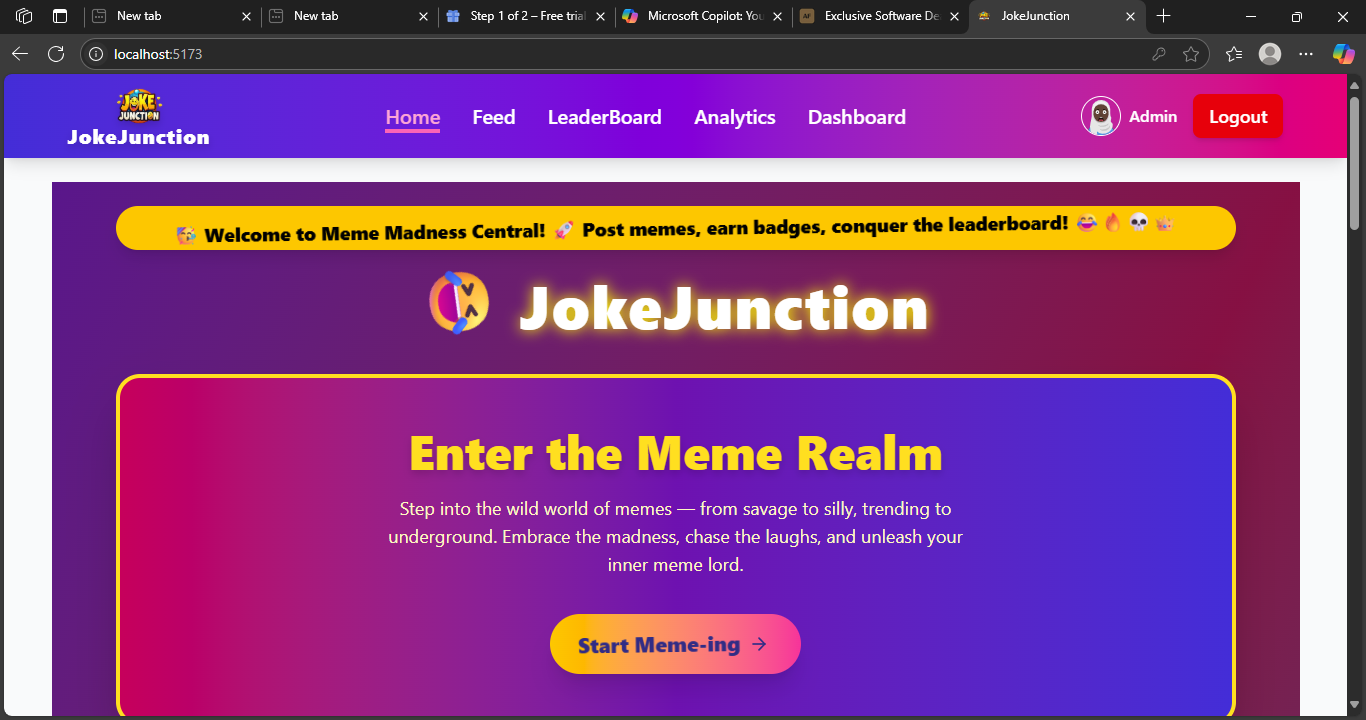 New tab
New tab
Step 1 of 2 – Free trial
Microsoft Copilot: You
AF
Exclusive Software De
JokeJunction
localhost:5173
JOKE
JUNCTION
JokeJunction
Home
Feed
LeaderBoard
Analytics
Dashboard
Admin
Logout
🥳 Welcome to Meme Madness Central! 🚀 Post memes, earn badges, conquer the leaderboard! 😂🔥💀👑
JokeJunction
Enter the Meme Realm
Step into the wild world of memes — from savage to silly, trending to
underground. Embrace the madness, chase the laughs, and unleash your
inner meme lord.
Start Meme-ing →